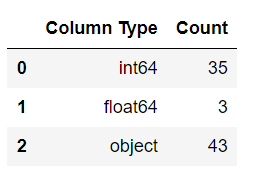 Column Type Count
0 int64 35
1 float64 3
2 object 43